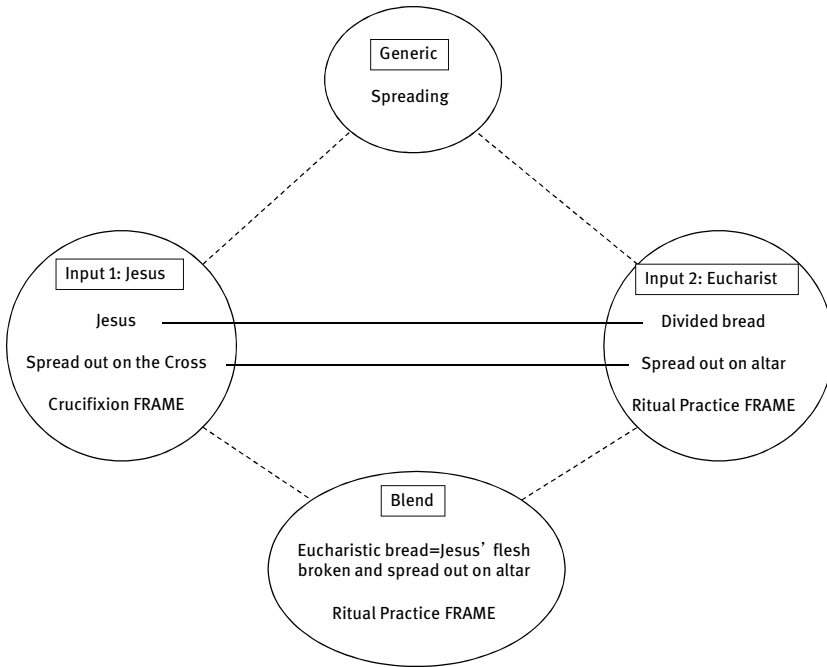 Generic
Spreading
Input 1: Jesus
Jesus
Spread out on the Cross
Crucifixion FRAME
Input 2: Eucharist
Divided bread
Spread out on altar
Ritual Practice FRAME
Blend
Eucharistic bread=Jesus’ flesh
broken and spread out on altar
Ritual Practice FRAME